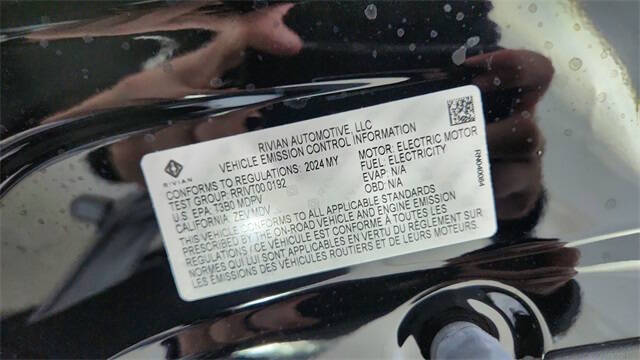 RIVIAN AUTOMOTIVE, LLC
VEHICLE EMISSION CONTROL INFORMATION
RIVIAN
CONFORMS TO REGULATIONS: 2024 MY
TEST GROUP: RRIVT00.0192
U.S. EPA: T3B0 MDPV
CALIFORNIA: ZEV MDV
MOTOR: ELECTRIC MOTOR
FUEL: ELECTRICITY
EVAP: N/A
OBD: N/A
THIS VEHICLE CONFORMS TO ALL APPLICABLE STANDARDS
PRESCRIBED BY THE ON-ROAD VEHICLE AND ENGINE EMISSION
REGULATIONS / CE VÉHICULE EST CONFORME À TOUTES LES
NORMES QUI LUI SONT APPLICABLES EN VERTU DU RÈGLEMENT SUR
LES ÉMISSIONS DES VÉHICULES ROUTIERS ET DE LEURS MOTEURS.